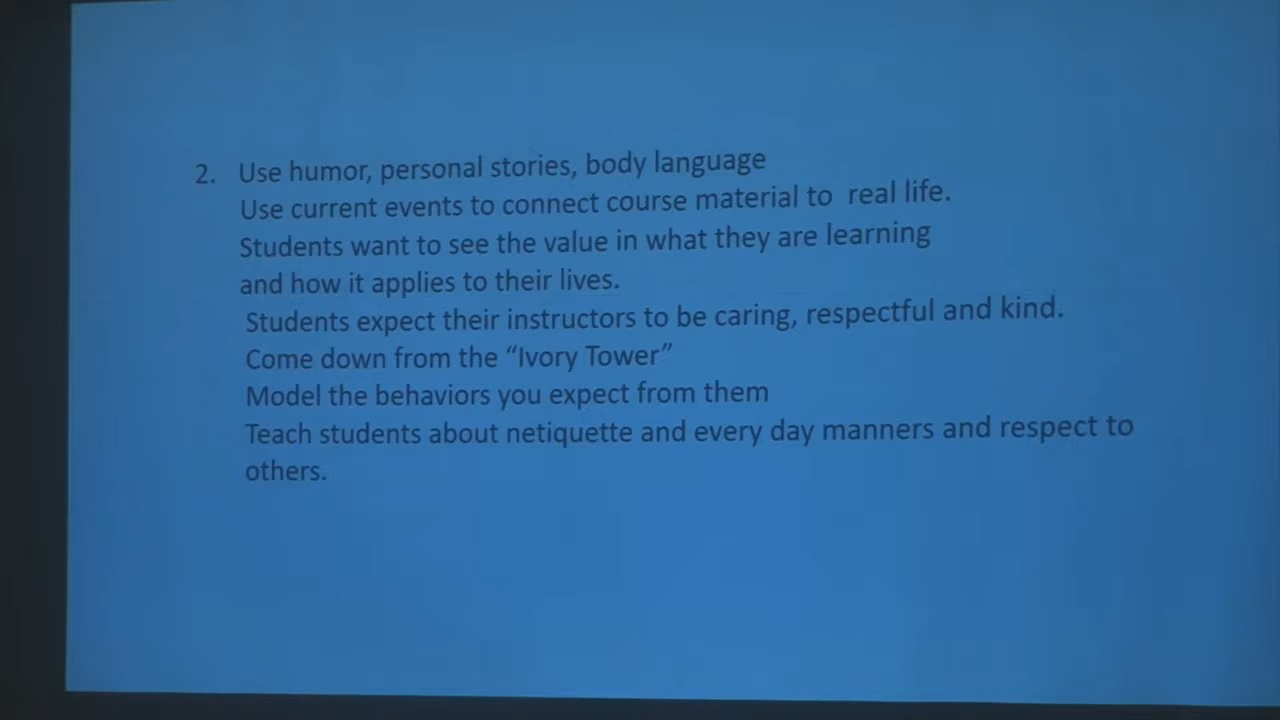 2. Use humor, personal stories, body language
Use current events to connect course material to real life.
Students want to see the value in what they are learning
and how it applies to their lives.
Students expect their instructors to be caring, respectful and kind.
Come down from the “Ivory Tower”
Model the behaviors you expect from them
Teach students about netiquette and every day manners and respect to
others.